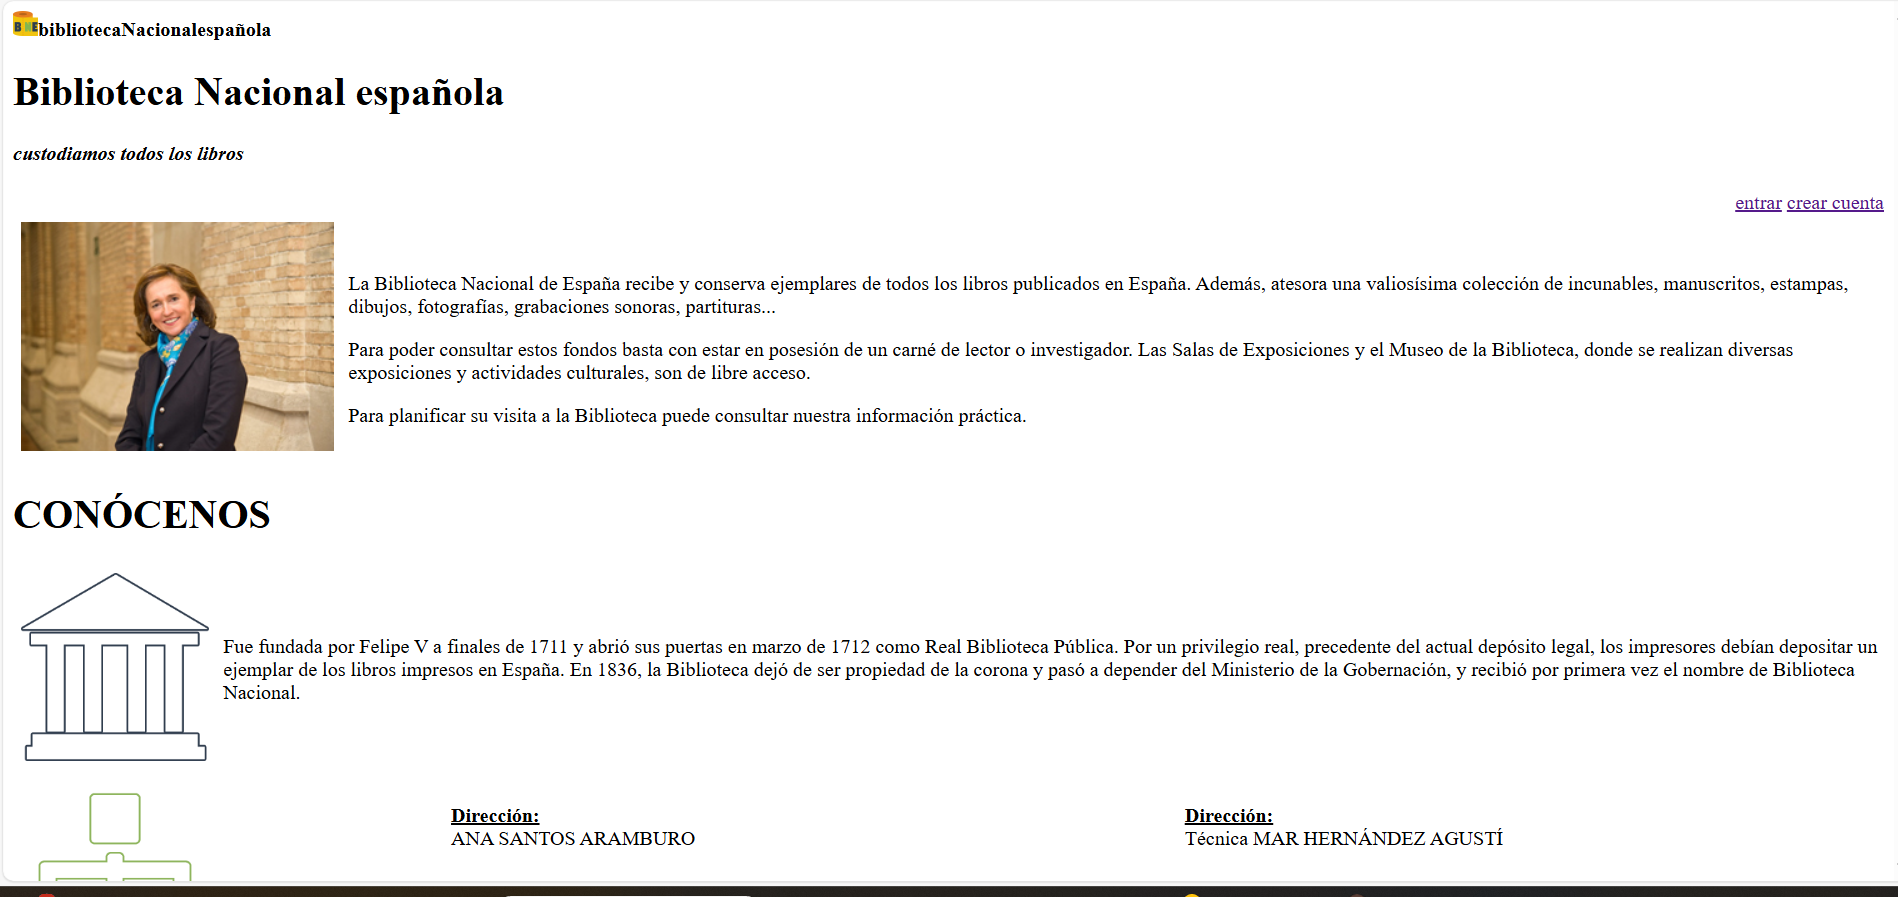 BNE
bibliotecaNacionalespañola
Biblioteca Nacional española
custodiamos todos los libros
entrar crear cuenta
La Biblioteca Nacional de España recibe y conserva ejemplares de todos los libros publicados en España. Además, atesora una valiosísima colección de incunables, manuscritos, estampas,
dibujos, fotografías, grabaciones sonoras, partituras...
Para poder consultar estos fondos basta con estar en posesión de un carné de lector o investigador. Las Salas de Exposiciones y el Museo de la Biblioteca, donde se realizan diversas
exposiciones y actividades culturales, son de libre acceso.
Para planificar su visita a la Biblioteca puede consultar nuestra información práctica.
CONÓCENOS
Fue fundada por Felipe V a finales de 1711 y abrió sus puertas en marzo de 1712 como Real Biblioteca Pública. Por un privilegio real, precedente del actual depósito legal, los impresores debían depositar un
ejemplar de los libros impresos en España. En 1836, la Biblioteca dejó de ser propiedad de la corona y pasó a depender del Ministerio de la Gobernación, y recibió por primera vez el nombre de Biblioteca
Nacional.
Dirección:
ANA SANTOS ARAMBURO
Dirección:
Técnica MAR HERNÁNDEZ AGUSTÍ